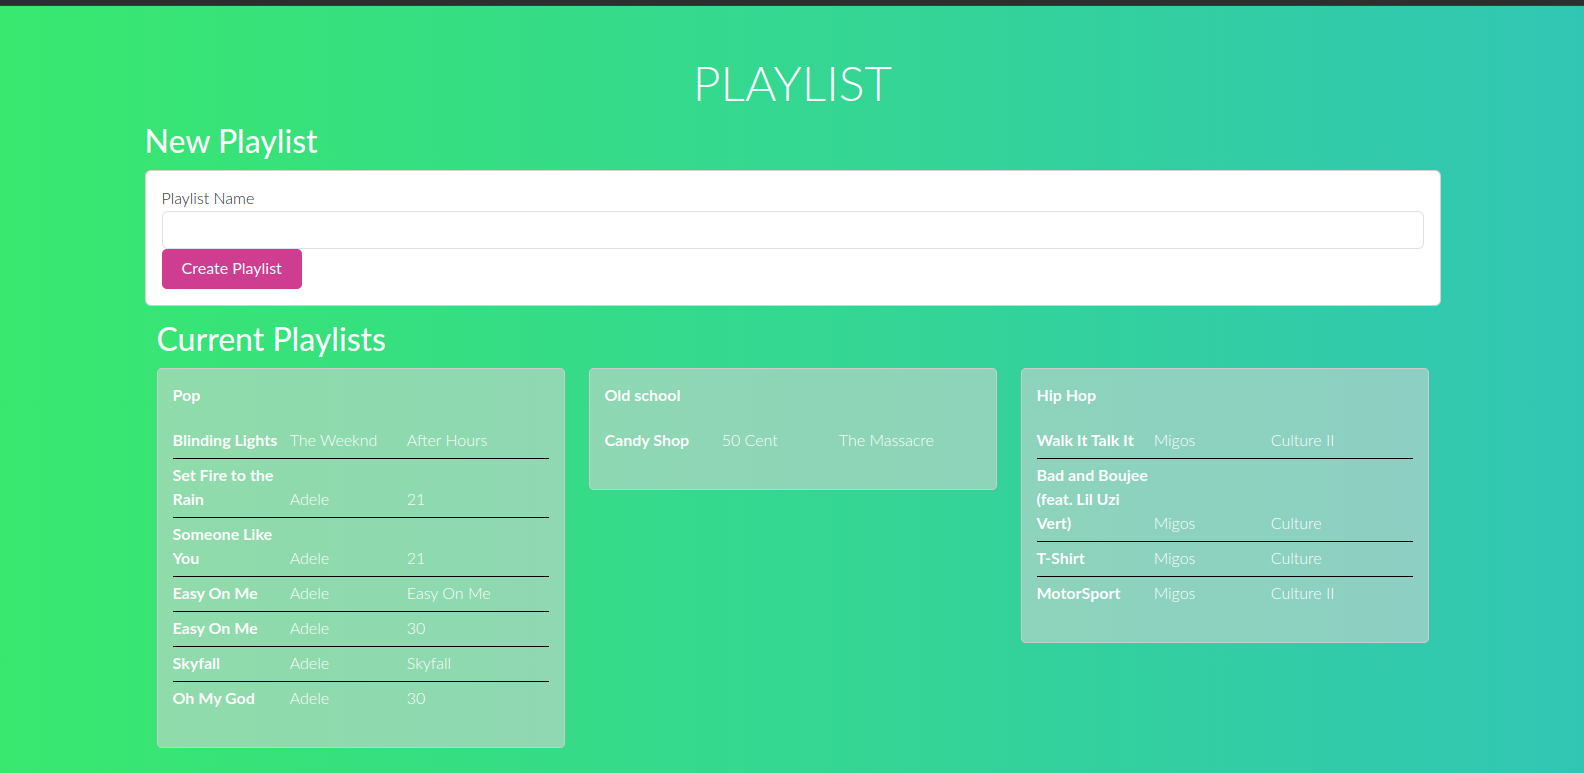 PLAYLIST
New Playlist
Playlist Name
Create Playlist
Current Playlists
Pop
Blinding Lights The Weeknd After Hours
Set Fire to the
Rain Adele 21
Someone Like
You Adele 21
Easy On Me Adele Easy On Me
Easy On Me Adele 30
Skyfall Adele Skyfall
Oh My God Adele 30
Old school
Candy Shop 50 Cent The Massacre
Hip Hop
Walk It Talk It Migos Culture II
Bad and Boujee
(feat. Lil Uzi
Vert) Migos Culture
T-Shirt Migos Culture
MotorSport Migos Culture II